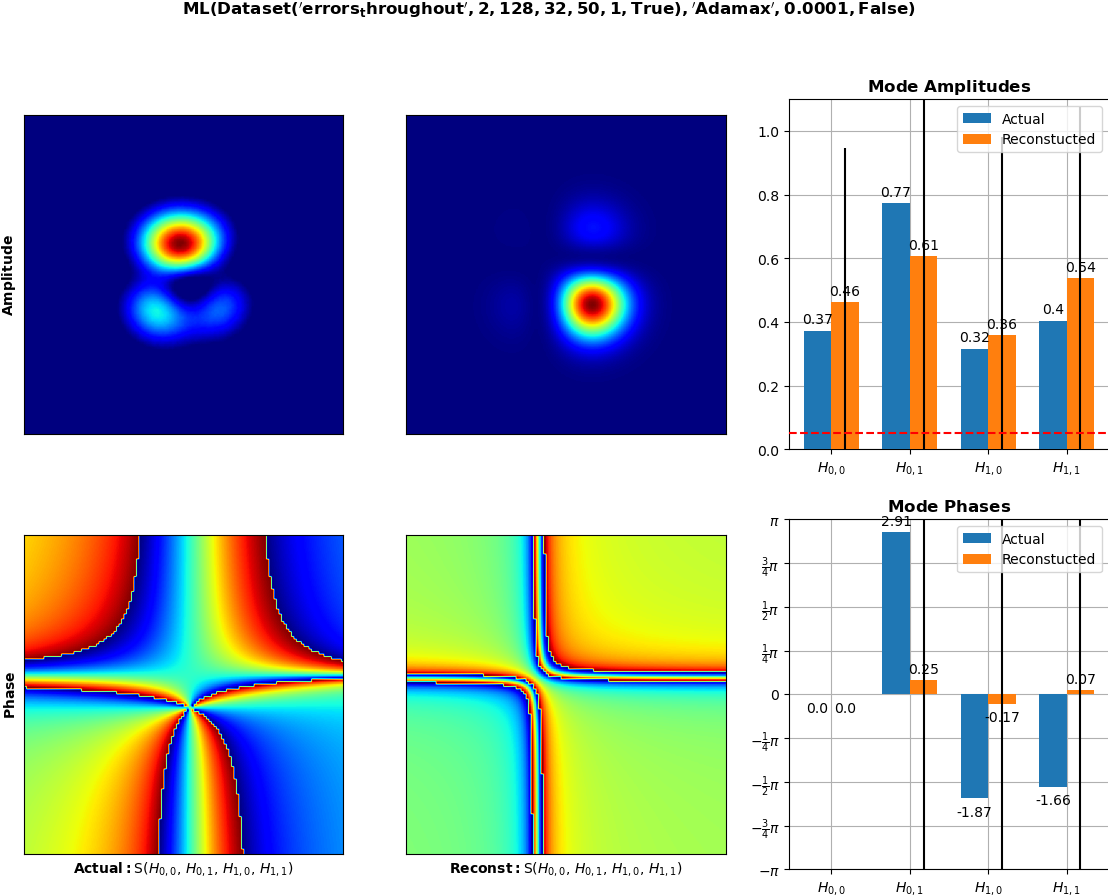 ML(Dataset('errors_throughout', 2, 128, 32, 50, 1, True), 'Adamax', 0.0001, False)
Amplitude
Mode Amplitudes
Actual
Reconstucted
1.0
0.8
0.6
0.4
0.2
0.0
0.37
0.46
0.77
0.61
0.32
0.36
0.4
0.54
H0,0
H0,1
H1,0
H1,1
Phase
Actual: S(H0,0, H0,1, H1,0, H1,1)
Reconst: S(H0,0, H0,1, H1,0, H1,1)
Mode Phases
Actual
Reconstucted
π
3/4π
1/2π
1/4π
0
−1/4π
−1/2π
−3/4π
−π
0.0
0.0
2.91
0.25
-1.87
-0.17
-1.66
0.07
H0,0
H0,1
H1,0
H1,1